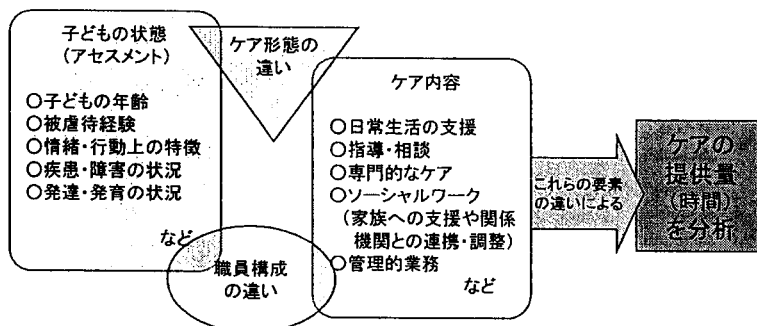 子どもの状態
(アセスメント)
○子どもの年齢
○被虐待経験
○情緒・行動上の特徴
○疾患・障害の状況
○発達・発育の状況
など
ケア形態の
違い
職員構成
の違い
ケア内容
○日常生活の支援
○指導・相談
○専門的なケア
○ソーシャルワーク
(家族への支援や関係
機関との連携・調整)
○管理的業務
など
これらの要素
の違いによる
ケアの
提供量
(時間)
を分析